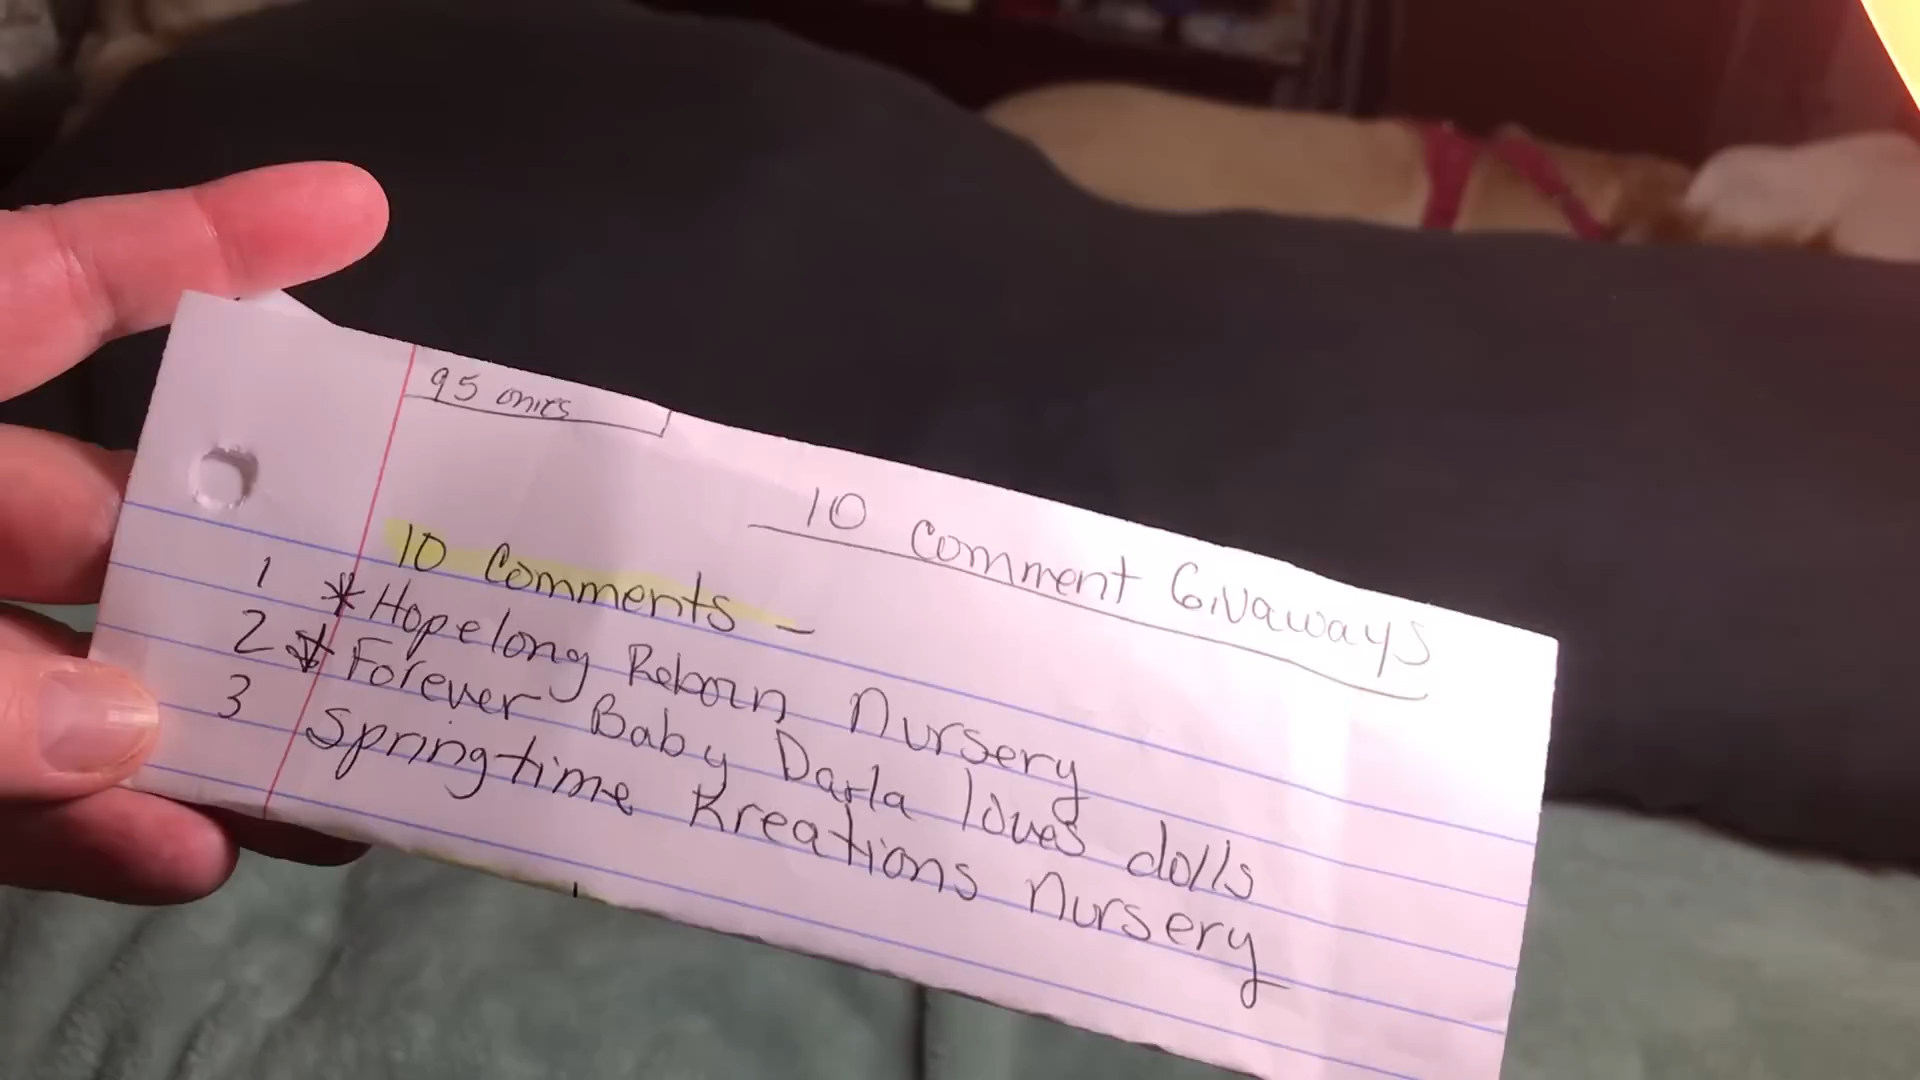 95
10 Comment Givaways
10 Comments -
1 * Hopelong Reborn Nursery
2 * Forever Baby Darla loves dolls
3 Springtime Kreations Nursery